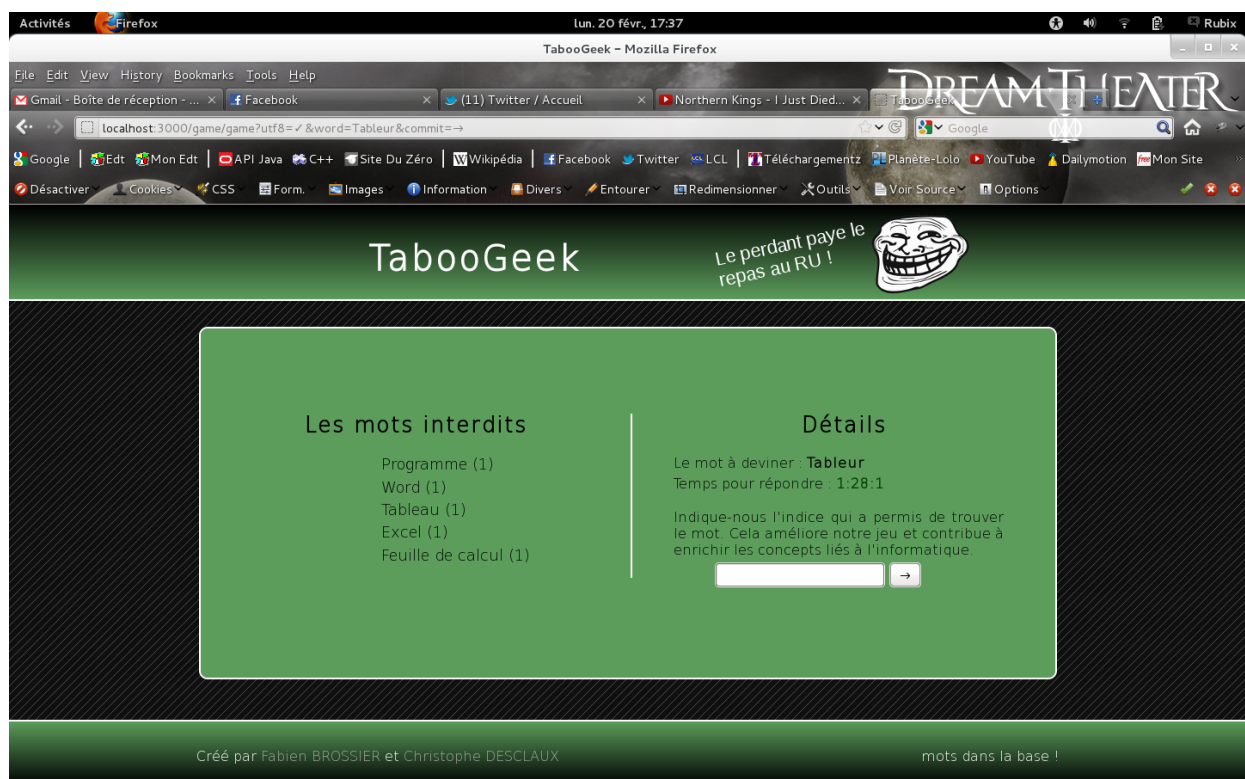 Activités Firefox lun. 20 févr., 17:37 Rubix
TabooGeek – Mozilla Firefox
File Edit View History Bookmarks Tools Help
DREAM THEATER
Gmail - Boîte de réception - ... Facebook (11) Twitter / Accueil Northern Kings - I Just Died... TabooGeek
localhost:3000/game/game?utf8=✓&word=Tableur&commit=→ Google
Google Edt Mon Edt API Java C++ Site Du Zéro Wikipédia Facebook Twitter LCL Téléchargementz Planète-Lolo YouTube Dailymotion Mon Site
Désactiver Cookies CSS Form. Images Information Divers Entourer Redimensionner Outils Voir Source Options
TabooGeek
Le perdant paye le
repas au RU !
Les mots interdits
Programme (1)
Word (1)
Tableau (1)
Excel (1)
Feuille de calcul (1)
Détails
Le mot à deviner : Tableur
Temps pour répondre : 1:28:1
Indique-nous l'indice qui a permis de trouver
le mot. Cela améliore notre jeu et contribue à
enrichir les concepts liés à l'informatique.
→
Créé par Fabien BROSSIER et Christophe DESCLAUX mots dans la base !